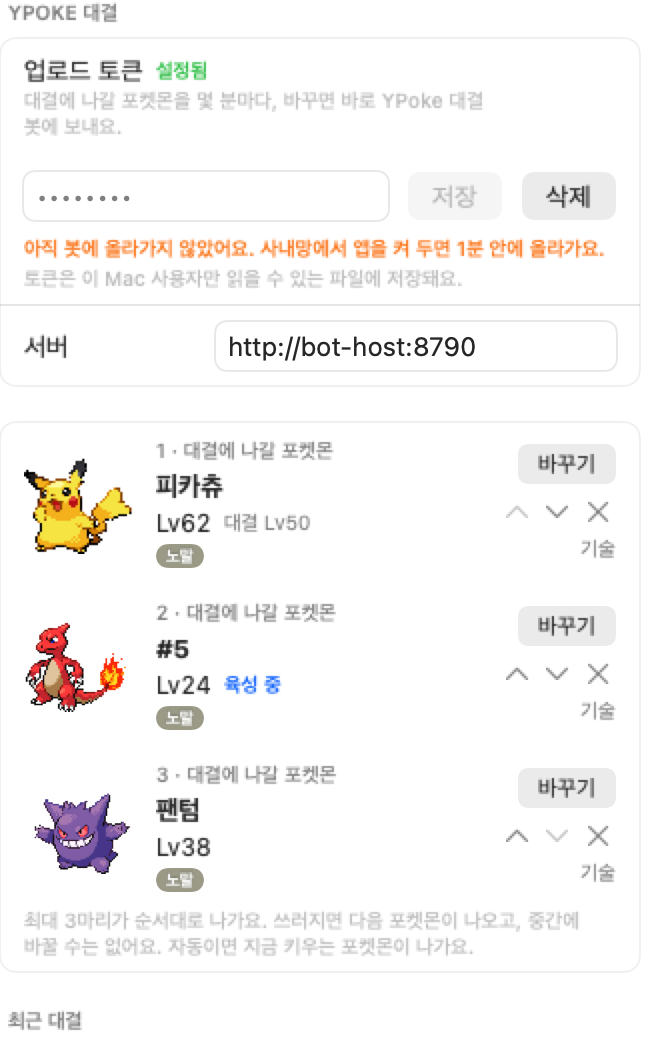 YPOKE 대결
업로드 토큰 설정됨
대결에 나갈 포켓몬을 몇 분마다, 바꾸면 바로 YPoke 대결
봇에 보내요.
••••••••
저장
삭제
아직 봇에 올라가지 않았어요. 사내망에서 앱을 켜 두면 1분 안에 올라가요.
토큰은 이 Mac 사용자만 읽을 수 있는 파일에 저장돼요.
서버
http://bot-host:8790
1 · 대결에 나갈 포켓몬
바꾸기
피카츄
Lv62 대결 Lv50
기술
노말
2 · 대결에 나갈 포켓몬
바꾸기
#5
Lv24 육성 중
기술
노말
3 · 대결에 나갈 포켓몬
바꾸기
팬텀
Lv38
기술
노말
최대 3마리가 순서대로 나가요. 쓰러지면 다음 포켓몬이 나오고, 중간에
바꿀 수는 없어요. 자동이면 지금 키우는 포켓몬이 나가요.
최근 대결